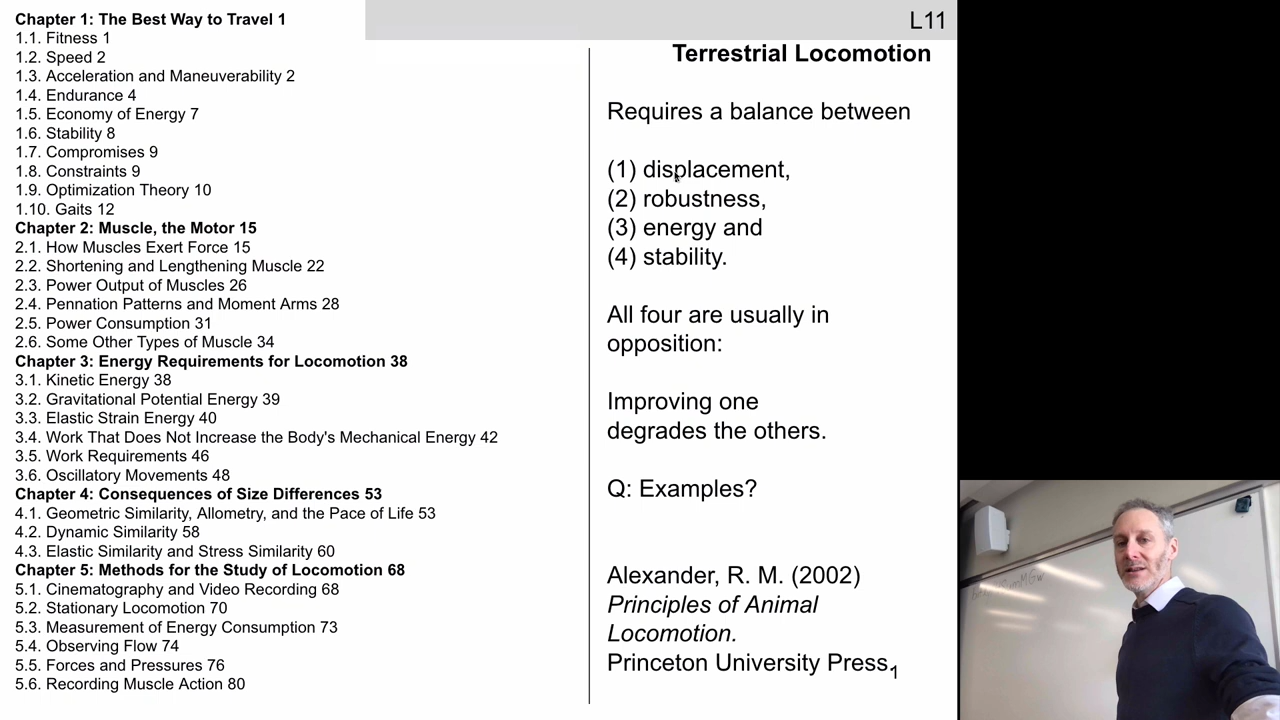 Chapter 1: The Best Way to Travel 1
1.1. Fitness 1
1.2. Speed 2
1.3. Acceleration and Maneuverability 2
1.4. Endurance 4
1.5. Economy of Energy 7
1.6. Stability 8
1.7. Compromises 9
1.8. Constraints 9
1.9. Optimization Theory 10
1.10. Gaits 12
Chapter 2: Muscle, the Motor 15
2.1. How Muscles Exert Force 15
2.2. Shortening and Lengthening Muscle 22
2.3. Power Output of Muscles 26
2.4. Pennation Patterns and Moment Arms 28
2.5. Power Consumption 31
2.6. Some Other Types of Muscle 34
Chapter 3: Energy Requirements for Locomotion 38
3.1. Kinetic Energy 38
3.2. Gravitational Potential Energy 39
3.3. Elastic Strain Energy 40
3.4. Work That Does Not Increase the Body's Mechanical Energy 42
3.5. Work Requirements 46
3.6. Oscillatory Movements 48
Chapter 4: Consequences of Size Differences 53
4.1. Geometric Similarity, Allometry, and the Pace of Life 53
4.2. Dynamic Similarity 58
4.3. Elastic Similarity and Stress Similarity 60
Chapter 5: Methods for the Study of Locomotion 68
5.1. Cinematography and Video Recording 68
5.2. Stationary Locomotion 70
5.3. Measurement of Energy Consumption 73
5.4. Observing Flow 74
5.5. Forces and Pressures 76
5.6. Recording Muscle Action 80
L11
Terrestrial Locomotion
Requires a balance between
(1) displacement,
(2) robustness,
(3) energy and
(4) stability.
All four are usually in
opposition:
Improving one
degrades the others.
Q: Examples?
Alexander, R. M. (2002)
Principles of Animal
Locomotion.
Princeton University Press.
1